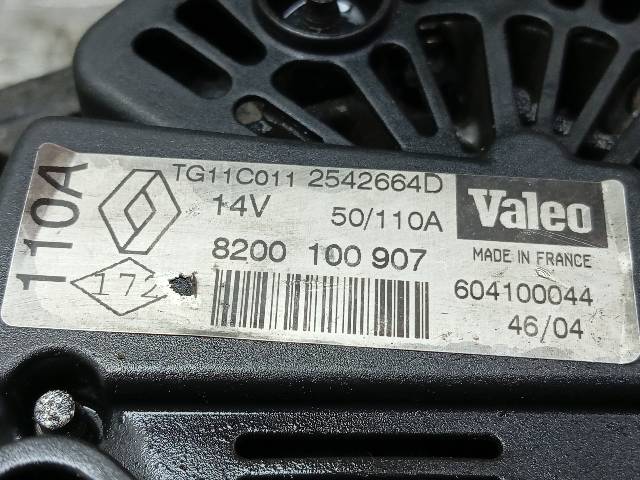 110A
TG11C011 2542664D
14V 50/110A
8200 100 907
172
Valeo
MADE IN FRANCE
604100044
46/04